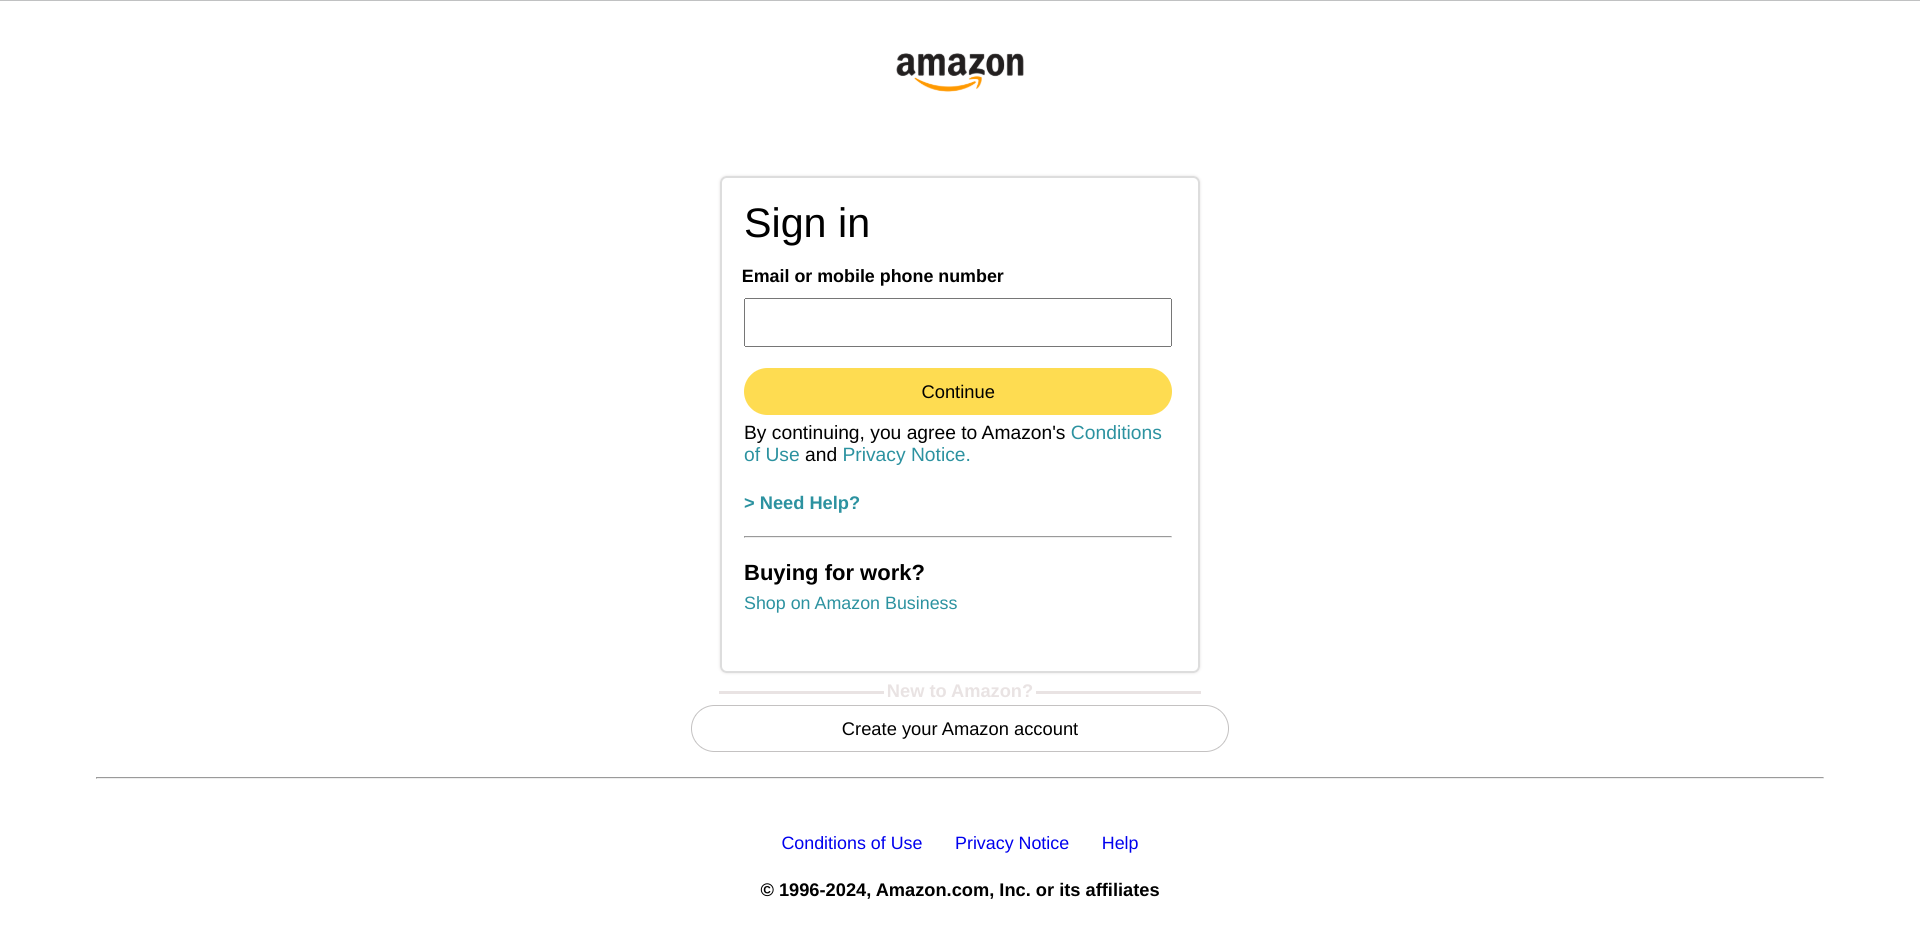 amazon
Sign in
Email or mobile phone number
Continue
By continuing, you agree to Amazon's Conditions
of Use and Privacy Notice.
> Need Help?
Buying for work?
Shop on Amazon Business
New to Amazon?
Create your Amazon account
Conditions of Use Privacy Notice Help
© 1996-2024, Amazon.com, Inc. or its affiliates